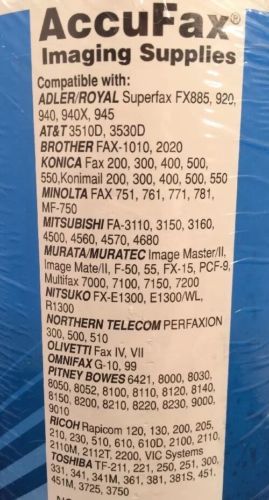 AccuFax®
Imaging Supplies
Compatible with:
ADLER/ROYAL Superfax FX885, 920,
940, 940X, 945
AT&T 3510D, 3530D
BROTHER FAX-1010, 2020
KONICA Fax 200, 300, 400, 500,
550,Konimail 200, 300, 400, 500, 550
MINOLTA FAX 751, 761, 771, 781,
MF-750
MITSUBISHI FA-3110, 3150, 3160,
4500, 4560, 4570, 4680
MURATA/MURATEC Image Master/II,
Image Mate/II, F-50, 55, FX-15, PCF-9,
Multifax 7000, 7100, 7150, 7200
NITSUKO FX-E1300, E1300/WL,
R1300
NORTHERN TELECOM PERFAXION
300, 500, 510
OLIVETTI Fax IV, VII
OMNIFAX G-10, 99
PITNEY BOWES 6421, 8000, 8030,
8050, 8052, 8100, 8110, 8120, 8140,
8150, 8200, 8210, 8220, 8230, 9000,
9010
RICOH Rapicom 120, 130, 200, 205,
210, 230, 510, 610, 610D, 2100, 2110,
2110M, 2112T, 2200, VIC Systems
TOSHIBA TF-211, 221, 250, 251, 300,
331, 341, 341M, 361, 381, 381S, 451,
451M, 3725, 3750